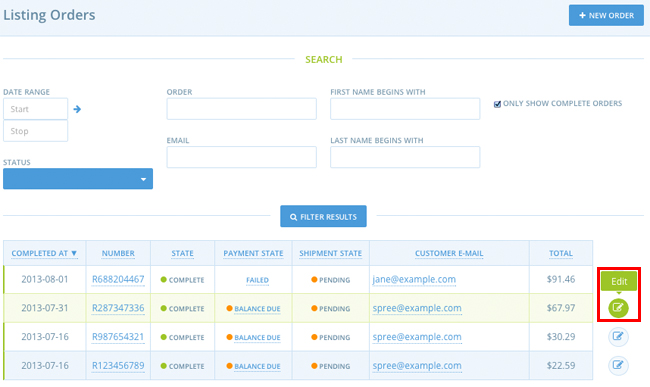 Listing Orders
+ NEW ORDER
SEARCH
DATE RANGE ORDER FIRST NAME BEGINS WITH
Start ONLY SHOW COMPLETE ORDERS
Stop
EMAIL LAST NAME BEGINS WITH
STATUS
FILTER RESULTS
COMPLETED AT ▼ NUMBER STATE PAYMENT STATE SHIPMENT STATE CUSTOMER E-MAIL TOTAL
2013-08-01 R688204467 COMPLETE FAILED PENDING jane@example.com $91.46
Edit
2013-07-31 R287347336 COMPLETE BALANCE DUE PENDING spree@example.com $67.97
2013-07-16 R987654321 COMPLETE BALANCE DUE PENDING spree@example.com $30.29
2013-07-16 R123456789 COMPLETE BALANCE DUE PENDING spree@example.com $22.59